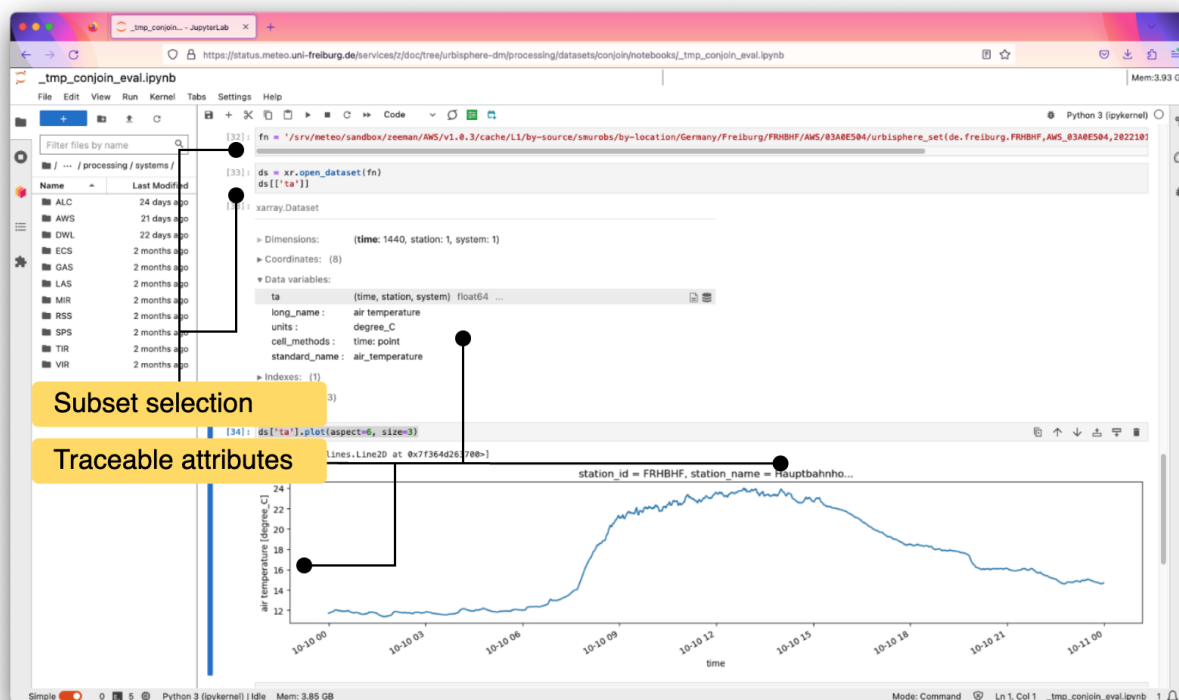 _tmp_conjoin... - JupyterLab
https://status.meteo.uni-freiburg.de/services/z/doc/tree/urbisphere-dm/processing/datasets/conjoin/notebooks/_tmp_conjoin_eval.ipynb
_tmp_conjoin_eval.ipynb
Mem:3.93 G
File Edit View Run Kernel Tabs Settings Help
Code
Python 3 (ipykernel)
Filter files by name
/ ... / processing / systems /
Name Last Modified
ALC 24 days ago
AWS 21 days ago
DWL 22 days ago
ECS 2 months ago
GAS 2 months ago
LAS 2 months ago
MIR 2 months ago
RSS 2 months ago
SPS 2 months ago
TIR 2 months ago
VIR 2 months ago
[32]: fn = '/srv/meteo/sandbox/zeeman/AWS/v1.0.3/cache/L1/by-source/smurobs/by-location/Germany/Freiburg/FRHBHF/AWS/03A0E504/urbisphere_set(de.freiburg.FRHBHF,AWS_03A0E504,2022101
[33]: ds = xr.open_dataset(fn)
ds[['ta']]
xarray.Dataset
Dimensions: (time: 1440, station: 1, system: 1)
Coordinates: (8)
Data variables:
ta (time, station, system) float64 ...
long_name : air temperature
units : degree_C
cell_methods : time: point
standard_name : air_temperature
Indexes: (1)
3)
Subset selection
Traceable attributes
[34]: ds['ta'].plot(aspect=6, size=3)
lines.Line2D at 0x7f364d263700>]
station_id = FRHBHF, station_name = Hauptbahnho...
air temperature [degree_C]
24
22
20
18
16
14
12
10-10 00
10-10 03
10-10 06
10-10 09
10-10 12
10-10 15
10-10 18
10-10 21
10-11 00
time
Simple 0 5 Python 3 (ipykernel) | Idle Mem: 3.85 GB
Mode: Command Ln 1, Col 1 _tmp_conjoin_eval.ipynb 1